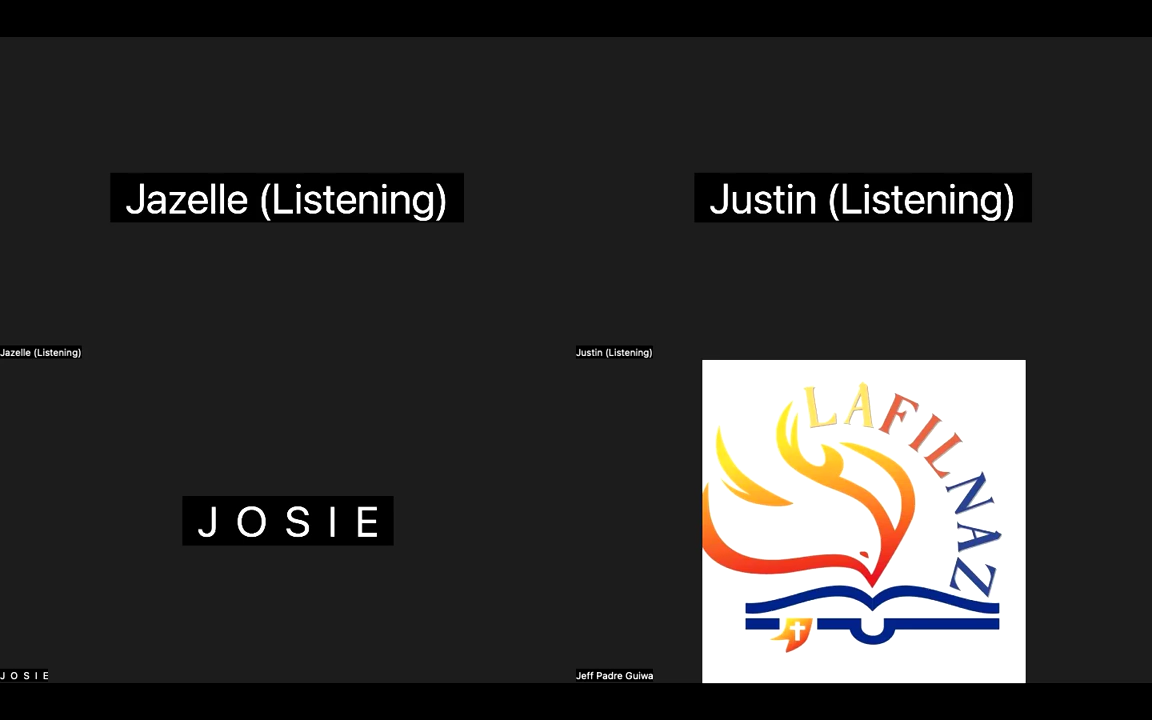 Jazelle (Listening)
Justin (Listening)
Jazelle (Listening)
Justin (Listening)
LAFILNAZ
J O S I E
J O S I E
Jeff Padre Guiwa